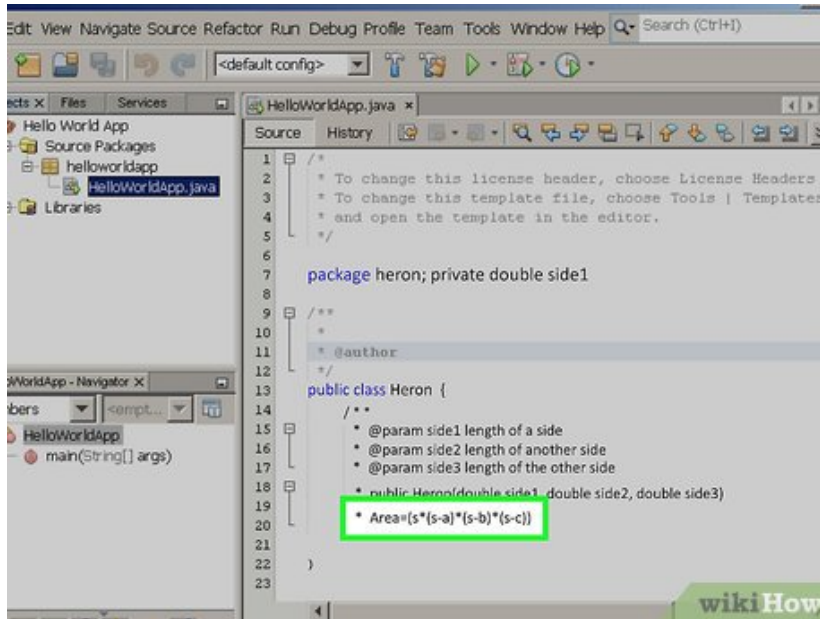 Edit View Navigate Source Refactor Run Debug Profile Team Tools Window Help Search (Ctrl+I)
<default config>
Files Services
Hello World App
Source Packages
helloworldapp
HelloWorldApp.java
Libraries
HelloWorldApp.java
Source History
1 /*
2 * To change this license header, choose License Headers
3 * To change this template file, choose Tools | Templates
4 * and open the template in the editor.
5 */
6
7 package heron; private double side1
8
9 /**
10 *
11 * @author
12 */
13 public class Heron {
14 /**
15 * @param side1 length of a side
16 * @param side2 length of another side
17 * @param side3 length of the other side
18 * public Heron(double side1, double side2, double side3)
19
20 * Area=(s*(s-a)*(s-b)*(s-c))
21
22 }
23
WorldApp - Navigator
bers <empt...
HelloWorldApp
main(String[] args)
wikiHow